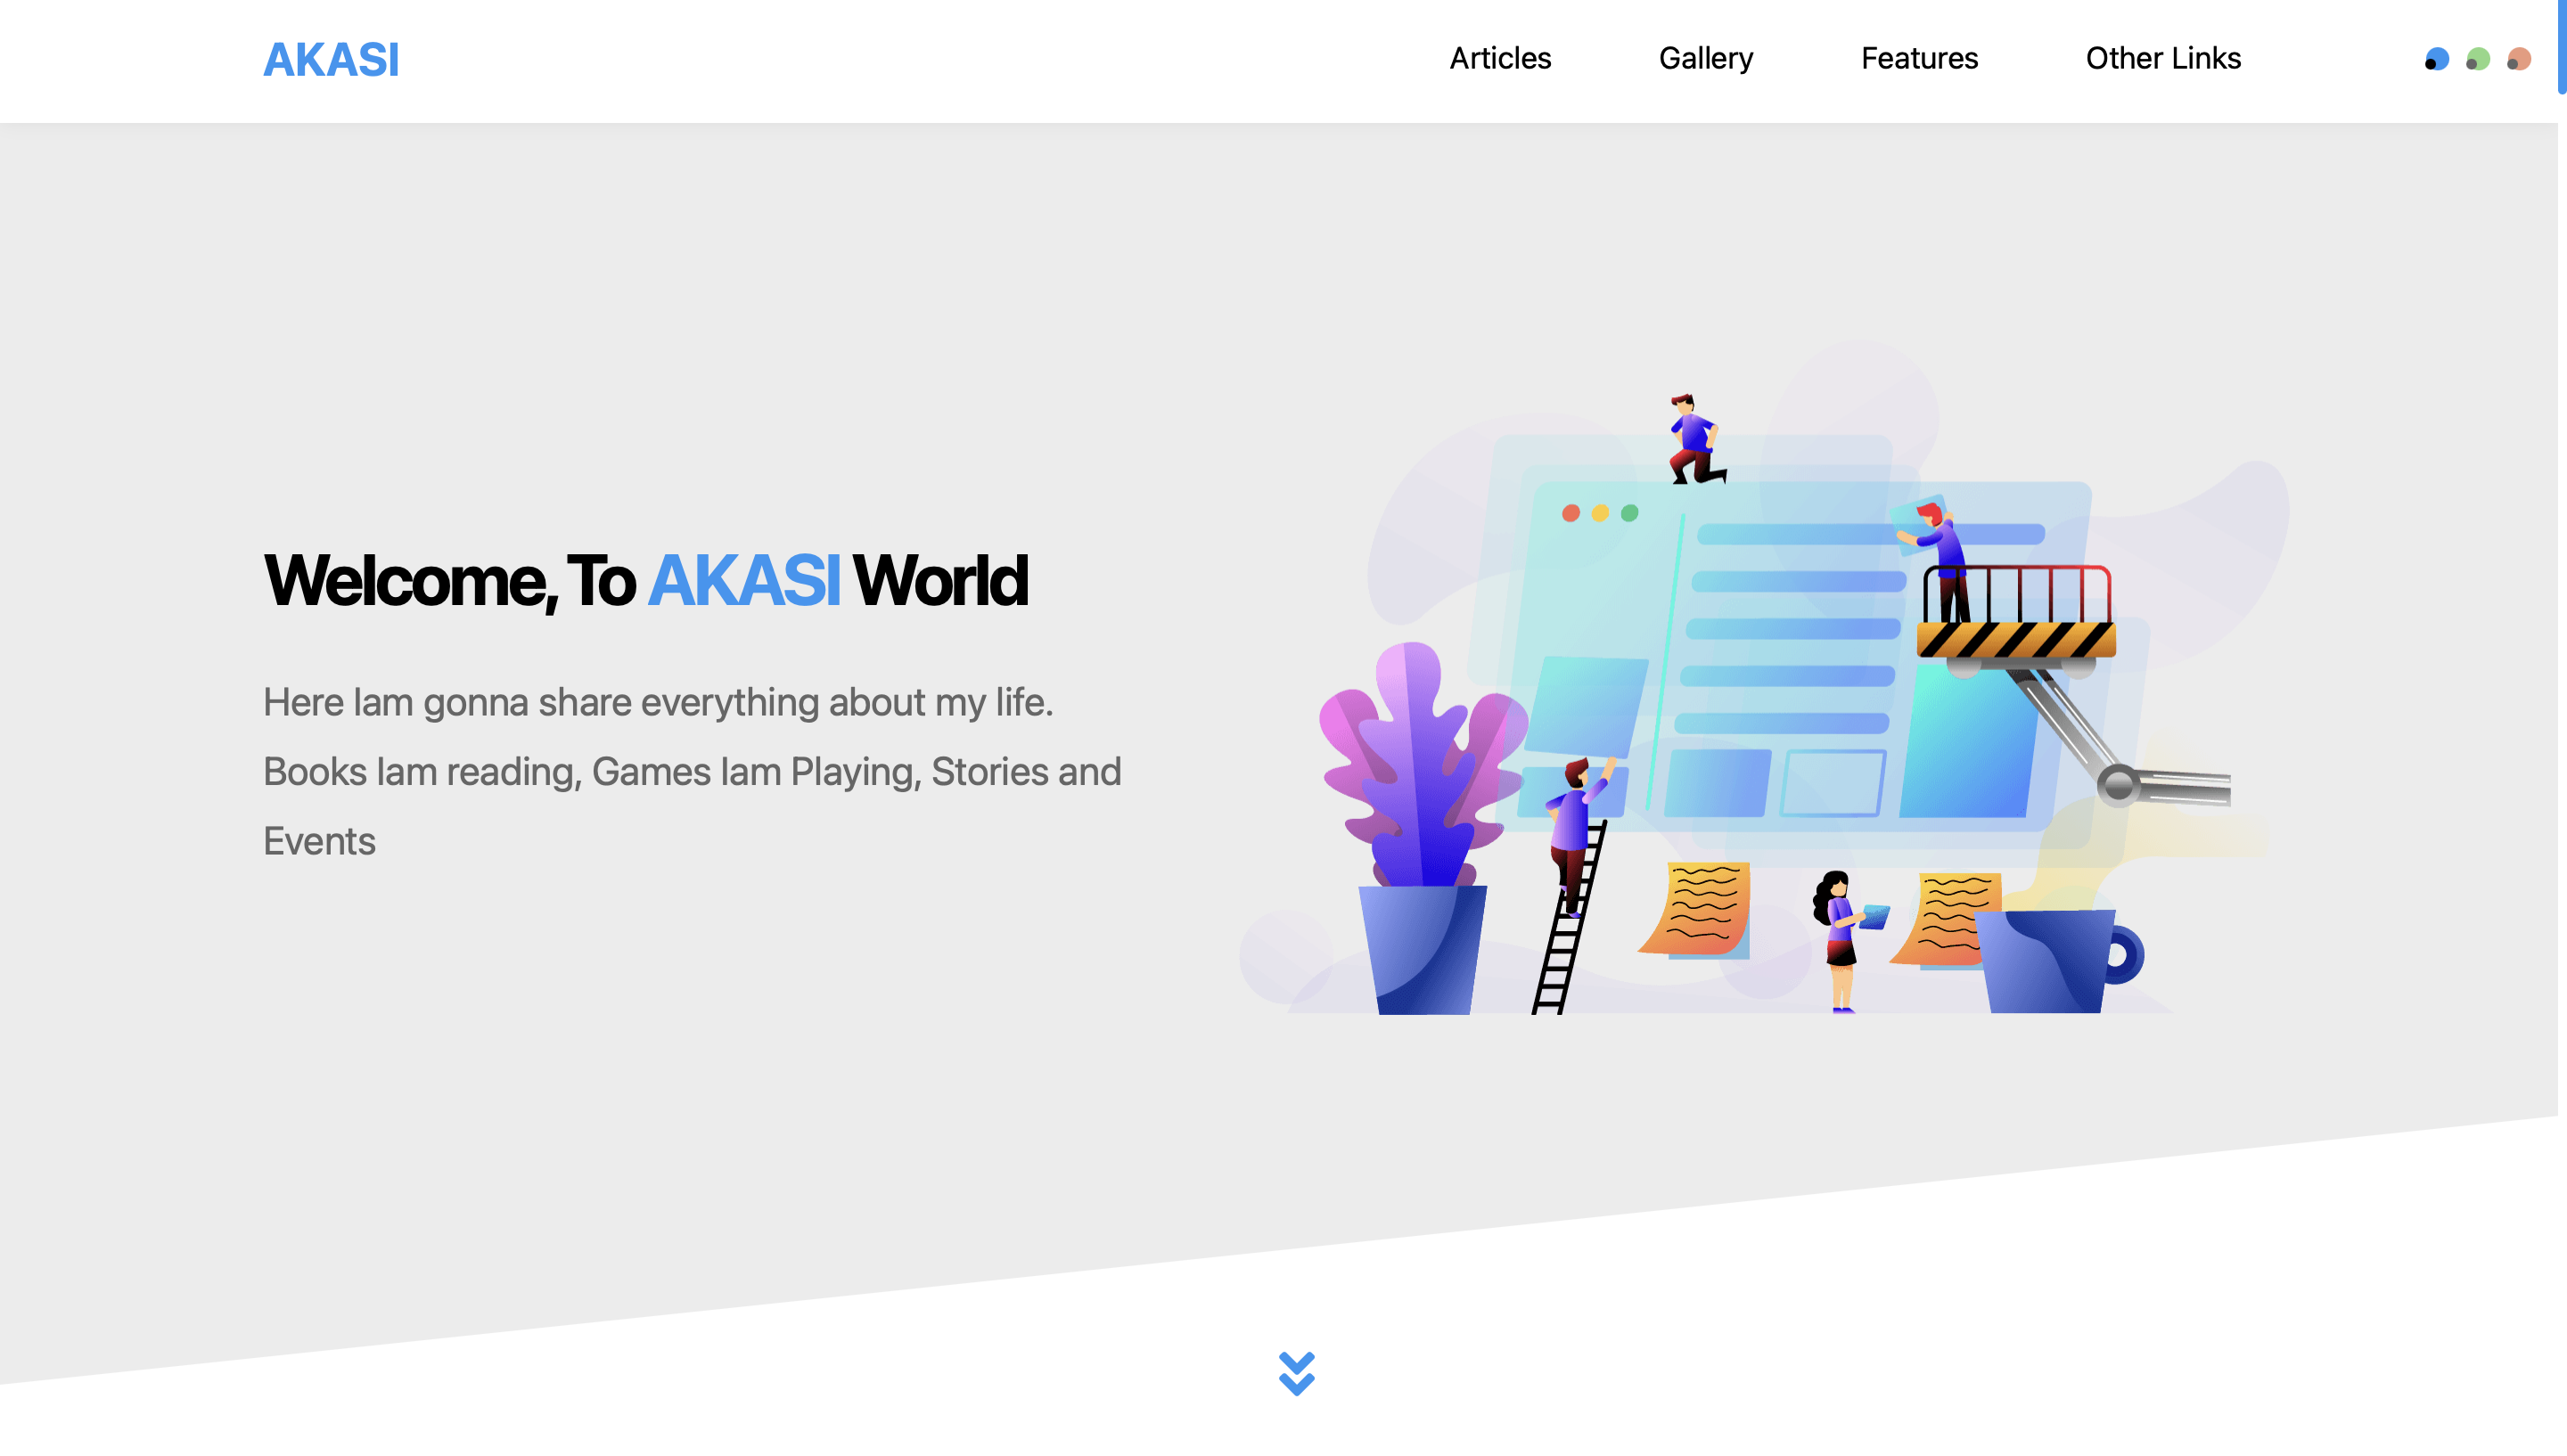 AKASI
Articles
Gallery
Features
Other Links
Welcome, To AKASI World
Here Iam gonna share everything about my life.
Books Iam reading, Games Iam Playing, Stories and
Events